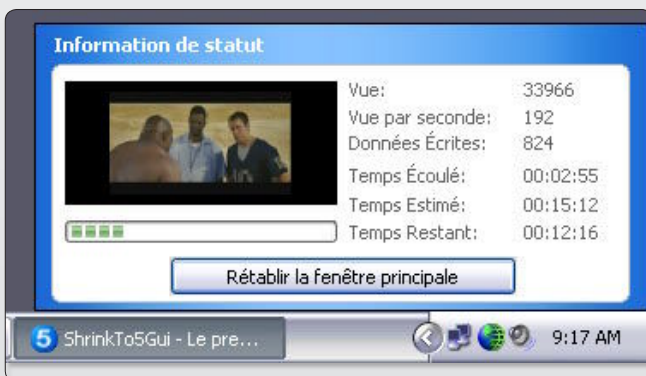 Information de statut
Vue: 33966
Vue par seconde: 192
Données Écrites: 824
Temps Écoulé: 00:02:55
Temps Estimé: 00:15:12
Temps Restant: 00:12:16
Rétablir la fenêtre principale
5 ShrinkTo5Gui - Le pre... 9:17 AM